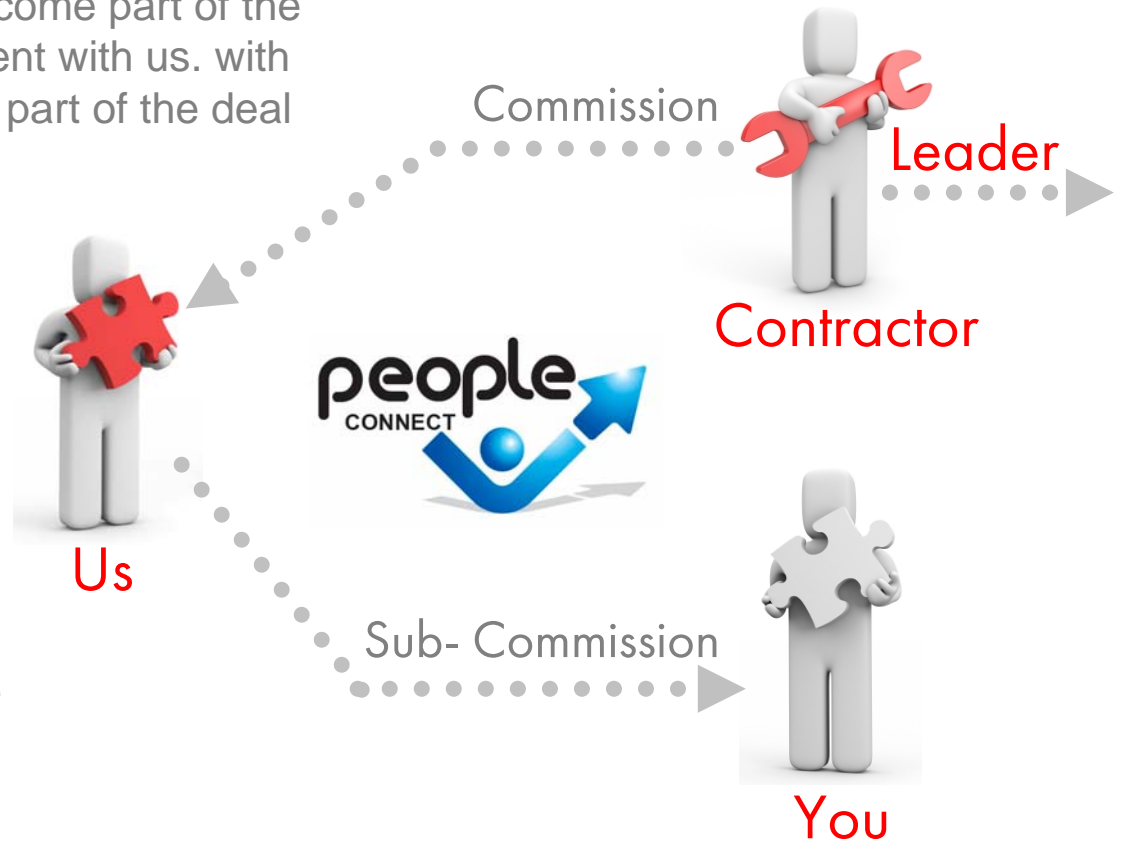 come part of the
ent with us. with
part of the deal
Commission
Leader
Contractor
people
CONNECT
Us
Sub- Commission
You